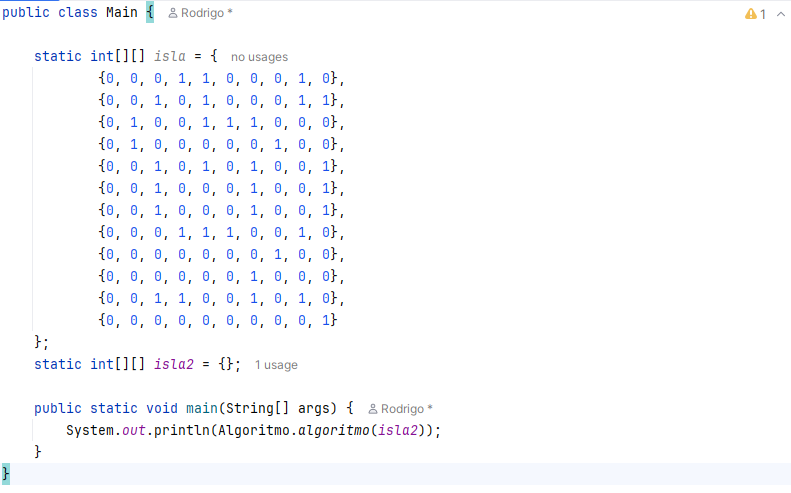 public class Main { Rodrigo *
1
static int[][] isla = { no usages
{0, 0, 0, 1, 1, 0, 0, 0, 1, 0},
{0, 0, 1, 0, 1, 0, 0, 0, 1, 1},
{0, 1, 0, 0, 1, 1, 1, 0, 0, 0},
{0, 1, 0, 0, 0, 0, 0, 1, 0, 0},
{0, 0, 1, 0, 1, 0, 1, 0, 0, 1},
{0, 0, 1, 0, 0, 0, 1, 0, 0, 1},
{0, 0, 1, 0, 0, 0, 1, 0, 0, 1},
{0, 0, 0, 1, 1, 1, 0, 0, 1, 0},
{0, 0, 0, 0, 0, 0, 0, 1, 0, 0},
{0, 0, 0, 0, 0, 0, 1, 0, 0, 0},
{0, 0, 1, 1, 0, 0, 1, 0, 1, 0},
{0, 0, 0, 0, 0, 0, 0, 0, 0, 1}
};
static int[][] isla2 = {}; 1 usage
public static void main(String[] args) { Rodrigo *
System.out.println(Algoritmo.algoritmo(isla2));
}
}